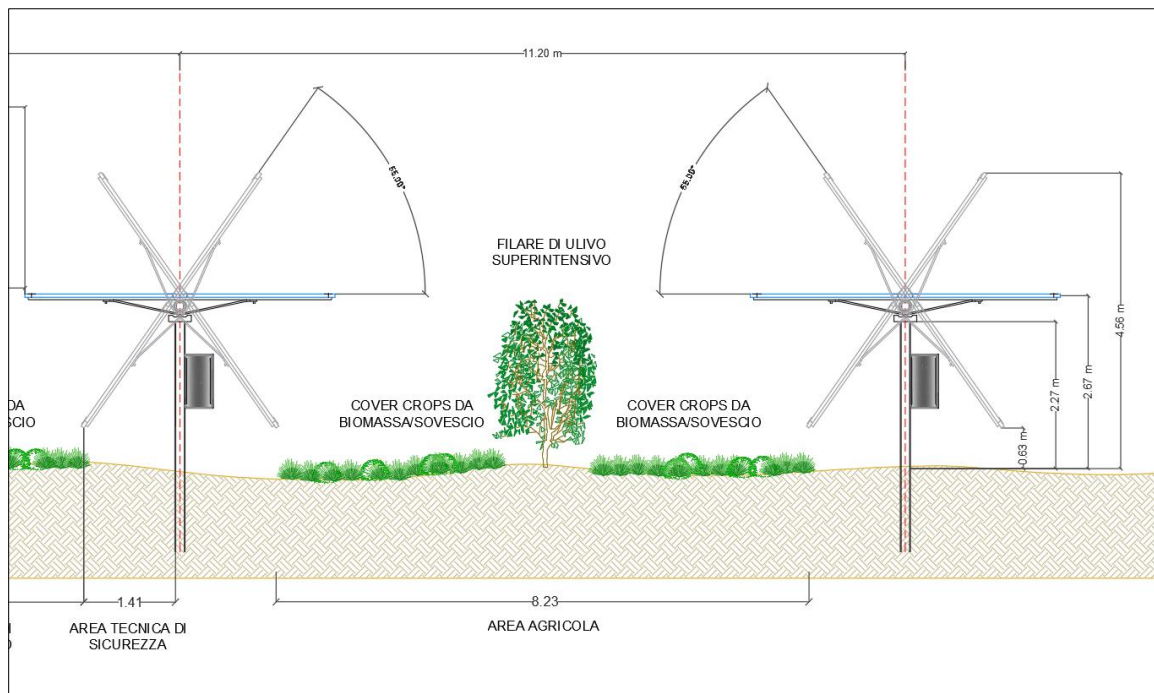 11.20 m
55.00°
55.00°
FILARE DI ULIVO
SUPERINTENSIVO
4.56 m
2.67 m
2.27 m
0.63 m
DA
SCIO
COVER CROPS DA
BIOMASSA/SOVESCIO
COVER CROPS DA
BIOMASSA/SOVESCIO
1.41
8.23
AREA TECNICA DI
SICUREZZA
AREA AGRICOLA